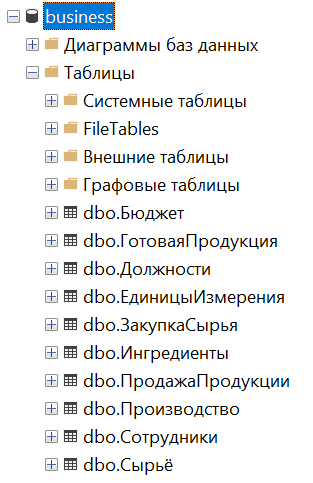 business
Диаграммы баз данных
Таблицы
Системные таблицы
FileTables
Внешние таблицы
Графовые таблицы
dbo.Бюджет
dbo.ГотоваяПродукция
dbo.Должности
dbo.ЕдиницыИзмерения
dbo.ЗакупкаСырья
dbo.Ингредиенты
dbo.ПродажаПродукции
dbo.Производство
dbo.Сотрудники
dbo.Сырьё